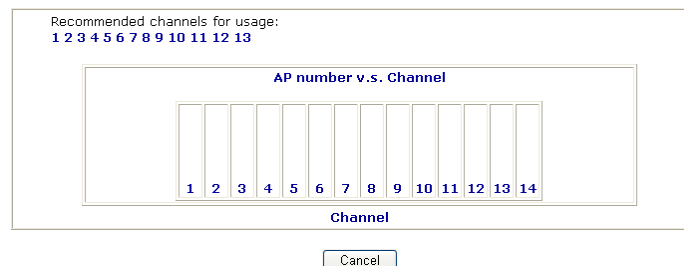 Recommended channels for usage:
1 2 3 4 5 6 7 8 9 10 11 12 13
AP number v.s. Channel
1 2 3 4 5 6 7 8 9 10 11 12 13 14
Channel
Cancel